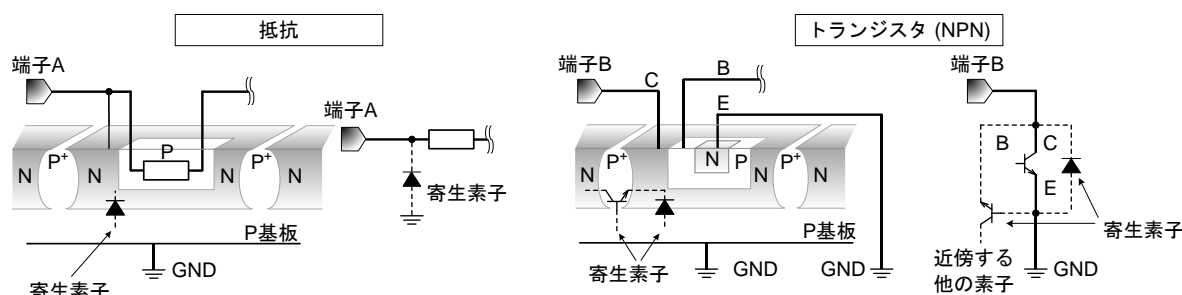 抵抗
端子A
N
P+
N
P
N
P+
N
寄生素子
P基板
GND
端子A
寄生素子
トランジスタ (NPN)
端子B
C
B
E
N
P+
N
N
P
N
P+
N
P基板
寄生素子
GND
GND
端子B
B
C
E
寄生素子
近傍する
他の素子
GND